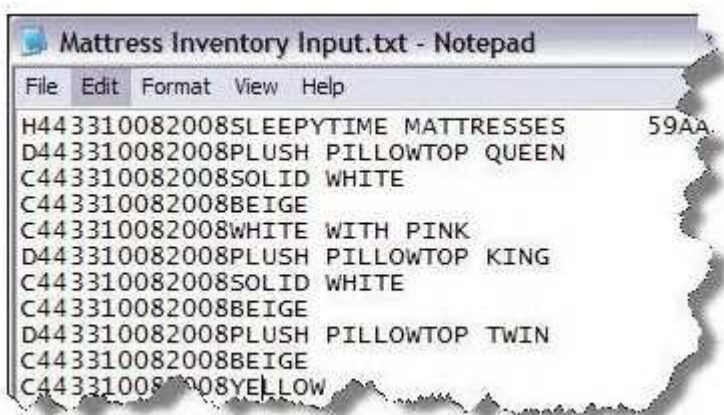 Mattress Inventory Input.txt - Notepad
File Edit Format View Help
H443310082008SLEEPYTIME MATTRESSES 59AA
D443310082008PLUSH PILLOWTOP QUEEN
C443310082008SOLID WHITE
C443310082008BEIGE
C443310082008WHITE WITH PINK
D443310082008PLUSH PILLOWTOP KING
C443310082008SOLID WHITE
C443310082008BEIGE
D443310082008PLUSH PILLOWTOP TWIN
C443310082008BEIGE
C443310082008YELLOW